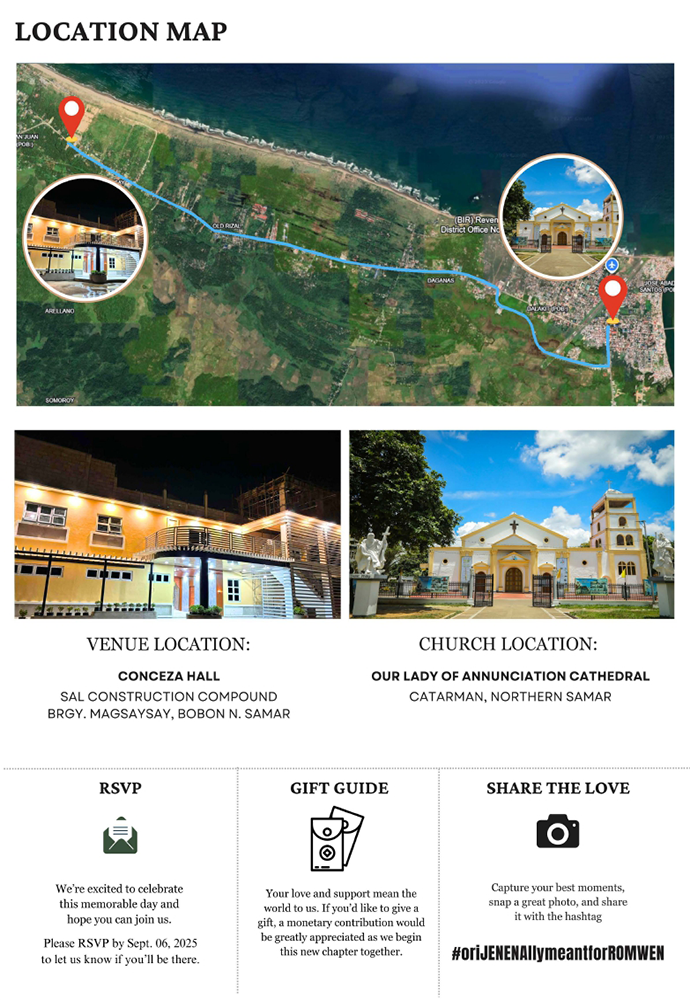 LOCATION MAP
(POB.)
(BIR) Reven
District Office No
OLD RIZAL
BAGANAS
JOSE ABAD
SANTOS (POB
ARELLANO
SOMOROY
VENUE LOCATION:
CONCEZA HALL
SAL CONSTRUCTION COMPOUND
BRGY. MAGSAYSAY, BOBON N. SAMAR
CHURCH LOCATION:
OUR LADY OF ANNUNCIATION CATHEDRAL
CATARMAN, NORTHERN SAMAR
RSVP
We're excited to celebrate
this memorable day and
hope you can join us.
Please RSVP by Sept. 06, 2025
to let us know if you'll be there.
GIFT GUIDE
Your love and support mean the
world to us. If you'd like to give a
gift, a monetary contribution would
be greatly appreciated as we begin
this new chapter together.
SHARE THE LOVE
Capture your best moments,
snap a great photo, and share
it with the hashtag
#oriJENENAllymeantforROMWEN